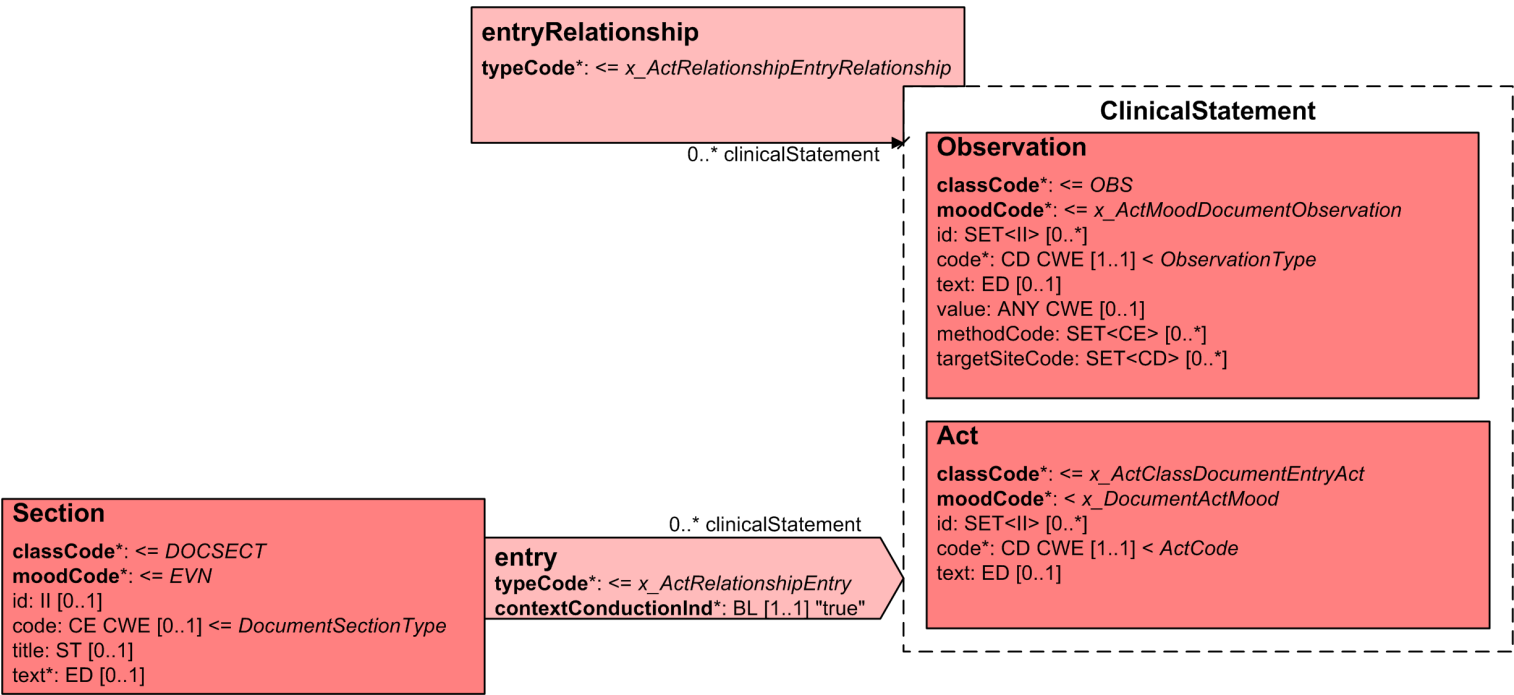 entryRelationship
typeCode*: <= x_ActRelationshipEntryRelationship
0..* clinicalStatement
ClinicalStatement
Observation
classCode*: <= OBS
moodCode*: <= x_ActMoodDocumentObservation
id: SET<II> [0..*]
code*: CD CWE [1..1] < ObservationType
text: ED [0..1]
value: ANY CWE [0..1]
methodCode: SET<CE> [0..*]
targetSiteCode: SET<CD> [0..*]
Act
classCode*: <= x_ActClassDocumentEntryAct
moodCode*: < x_DocumentActMood
id: SET<II> [0..*]
code*: CD CWE [1..1] < ActCode
text: ED [0..1]
Section
classCode*: <= DOCSECT
moodCode*: <= EVN
id: II [0..1]
code: CE CWE [0..1] <= DocumentSectionType
title: ST [0..1]
text*: ED [0..1]
0..* clinicalStatement
entry
typeCode*: <= x_ActRelationshipEntry
contextConductionInd*: BL [1..1] "true"